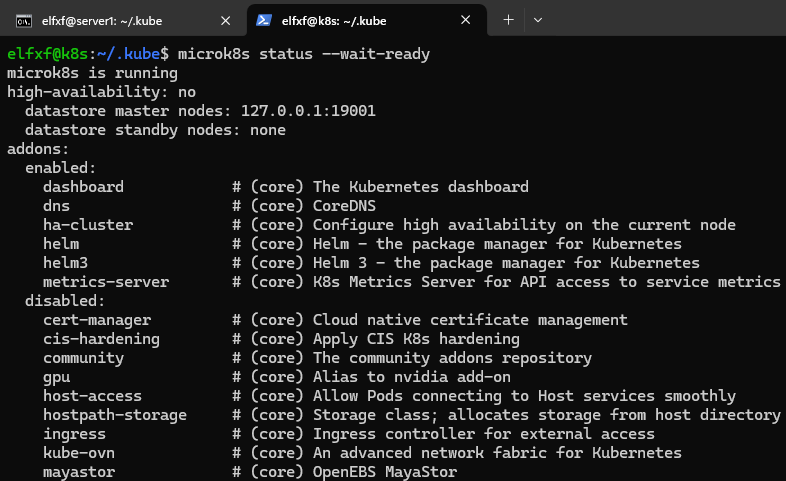 elfxf@server1: ~/.kube
elfxf@k8s: ~/.kube
elfxf@k8s:~/.kube$ microk8s status --wait-ready
microk8s is running
high-availability: no
  datastore master nodes: 127.0.0.1:19001
  datastore standby nodes: none
addons:
  enabled:
    dashboard            # (core) The Kubernetes dashboard
    dns                  # (core) CoreDNS
    ha-cluster           # (core) Configure high availability on the current node
    helm                 # (core) Helm - the package manager for Kubernetes
    helm3                # (core) Helm 3 - the package manager for Kubernetes
    metrics-server       # (core) K8s Metrics Server for API access to service metrics
  disabled:
    cert-manager         # (core) Cloud native certificate management
    cis-hardening        # (core) Apply CIS K8s hardening
    community            # (core) The community addons repository
    gpu                  # (core) Alias to nvidia add-on
    host-access          # (core) Allow Pods connecting to Host services smoothly
    hostpath-storage     # (core) Storage class; allocates storage from host directory
    ingress              # (core) Ingress controller for external access
    kube-ovn             # (core) An advanced network fabric for Kubernetes
    mayastor             # (core) OpenEBS MayaStor